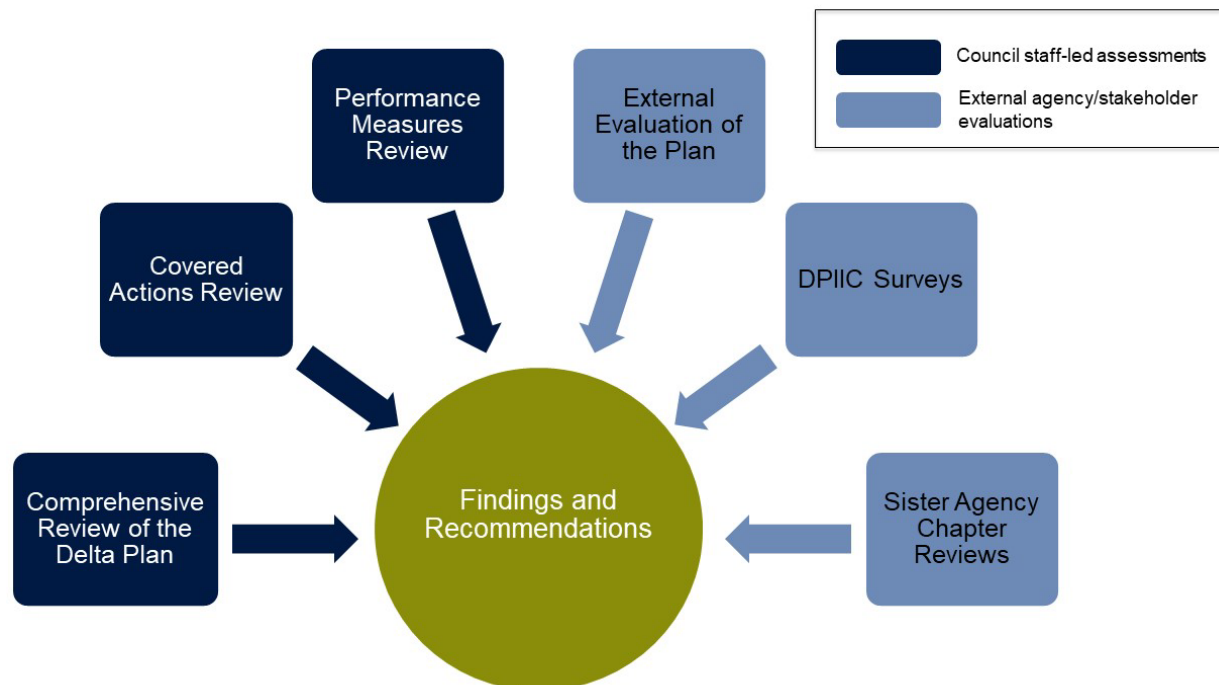 Council staff-led assessments
External agency/stakeholder
evaluations
Performance
Measures
Review
External
Evaluation of
the Plan
Covered
Actions Review
DPIIC Surveys
Comprehensive
Review of the
Delta Plan
Findings and
Recommendations
Sister Agency
Chapter
Reviews